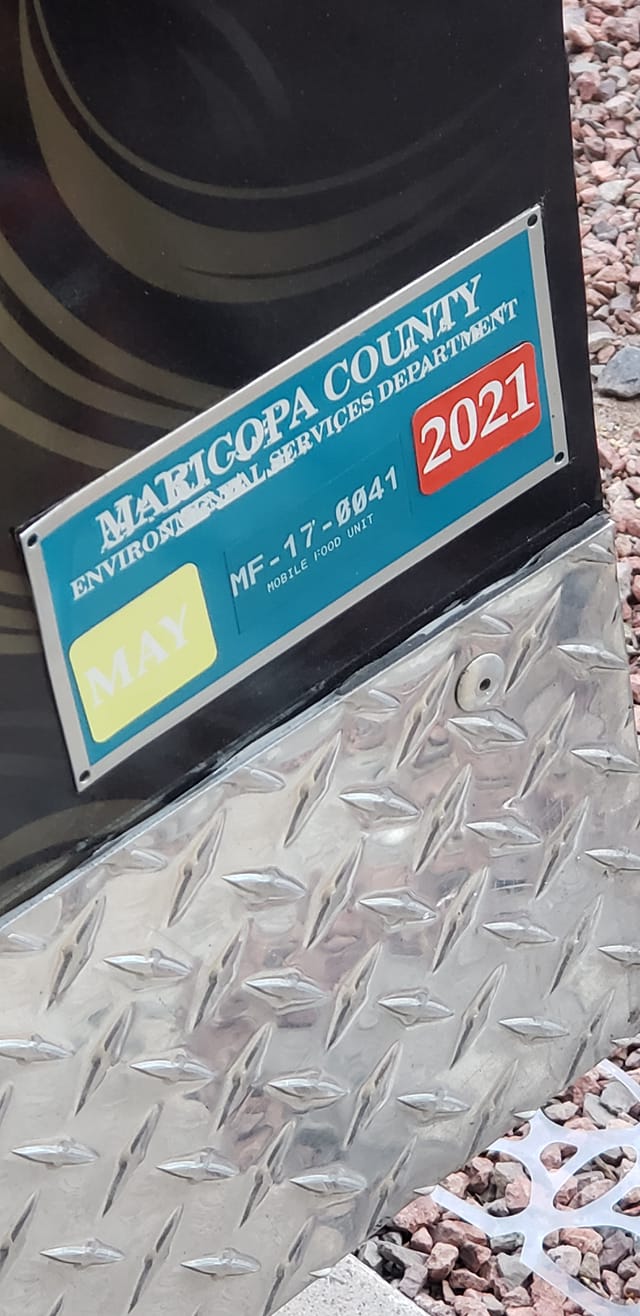 MARICOPA COUNTY
ENVIRONMENTAL SERVICES DEPARTMENT
2021
MF-17-0041
MOBILE FOOD UNIT
MAY